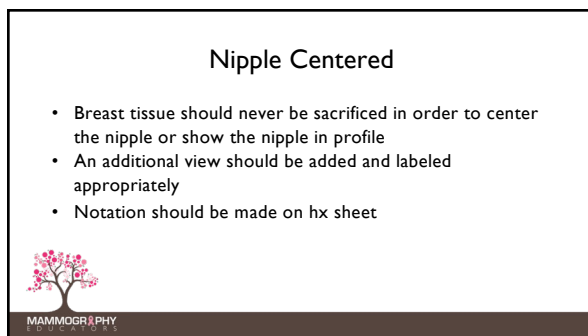 Nipple Centered
• Breast tissue should never be sacrificed in order to center
the nipple or show the nipple in profile
• An additional view should be added and labeled
appropriately
• Notation should be made on hx sheet
MAMMOGRAPHY
EDUCATORS